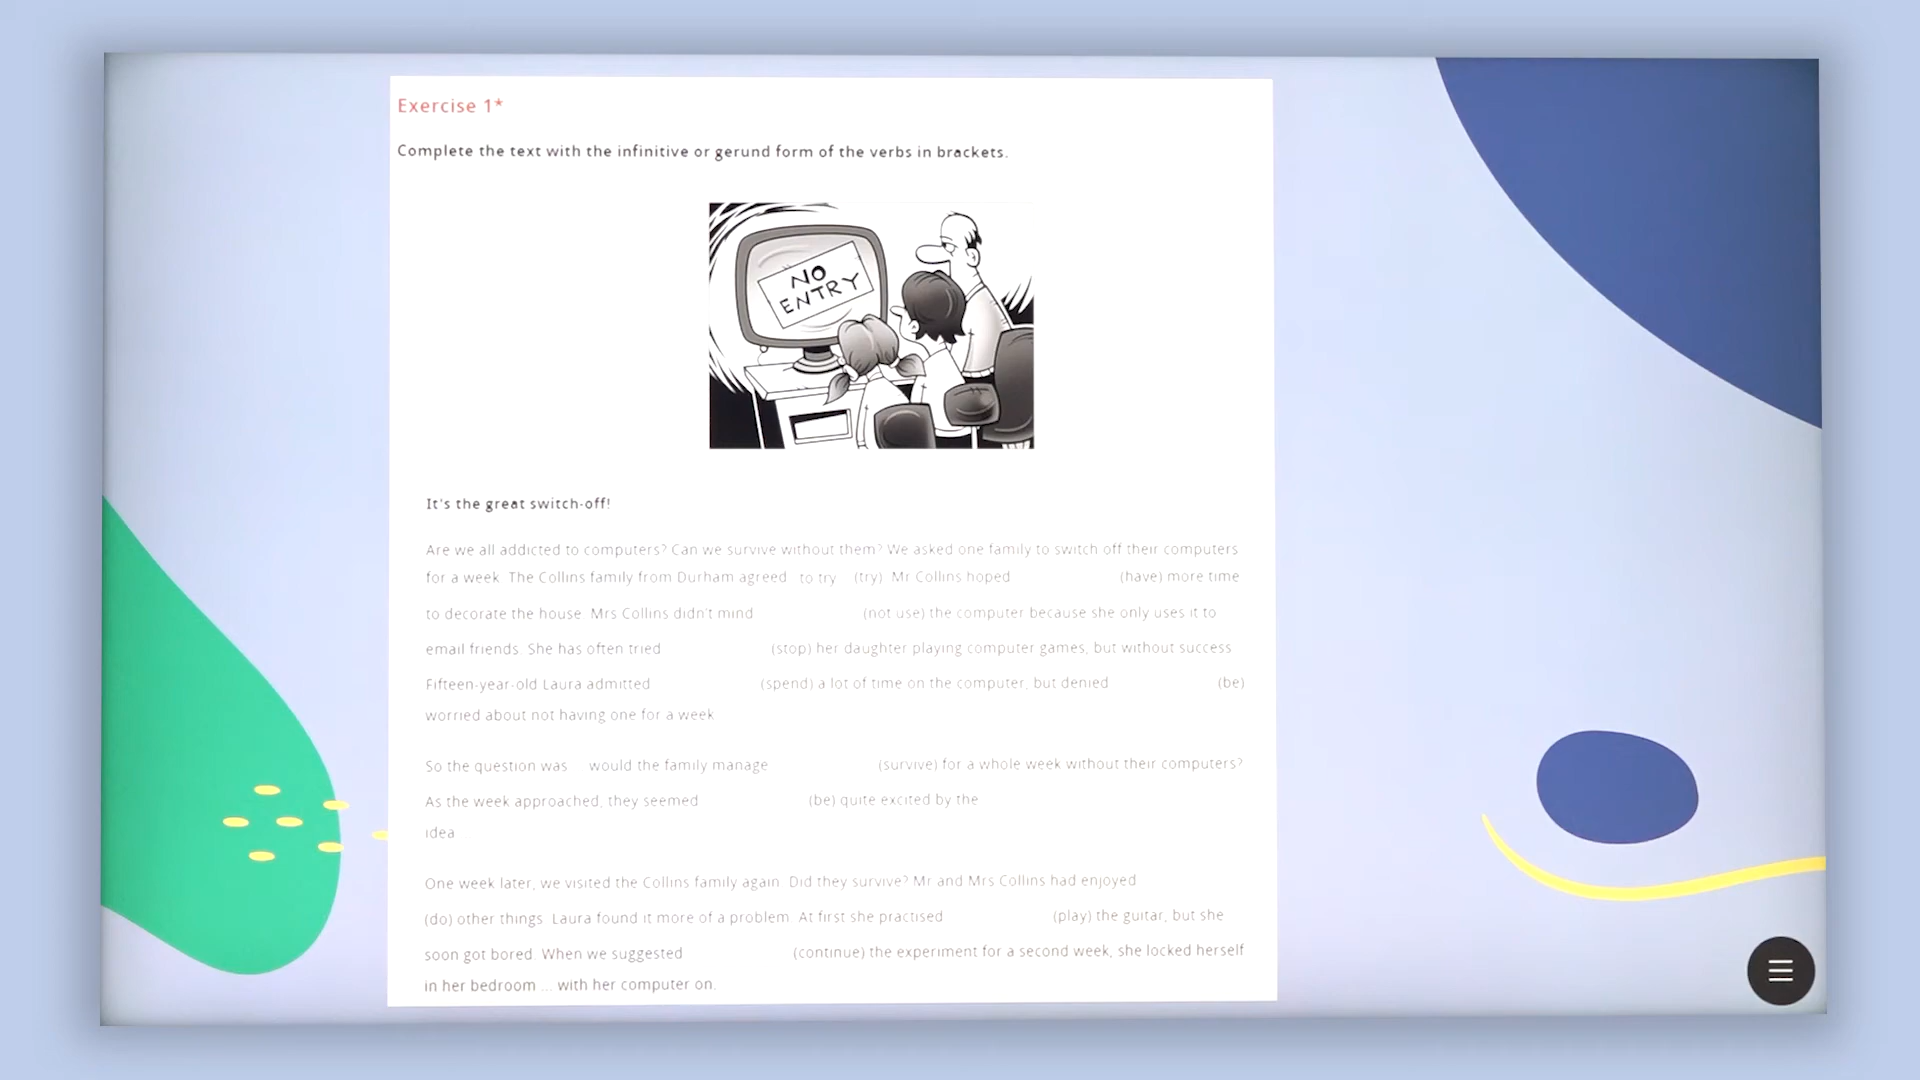 Exercise 1*
Complete the text with the infinitive or gerund form of the verbs in brackets.
NO
ENTRY
It's the great switch-off!
Are we all addicted to computers? Can we survive without them? We asked one family to switch off their computers
for a week. The Collins family from Durham agreed to try (try). Mr Collins hoped (have) more time
to decorate the house. Mrs Collins didn't mind (not use) the computer because she only uses it to
email friends. She has often tried (stop) her daughter playing computer games, but without success
Fifteen-year-old Laura admitted (spend) a lot of time on the computer, but denied (be)
worried about not having one for a week
So the question was would the family manage (survive) for a whole week without their computers?
As the week approached, they seemed (be) quite excited by the
idea ...
One week later, we visited the Collins family again. Did they survive? Mr and Mrs Collins had enjoyed
(do) other things. Laura found it more of a problem. At first she practised (play) the guitar, but she
soon got bored. When we suggested (continue) the experiment for a second week, she locked herself
in her bedroom ... with her computer on.